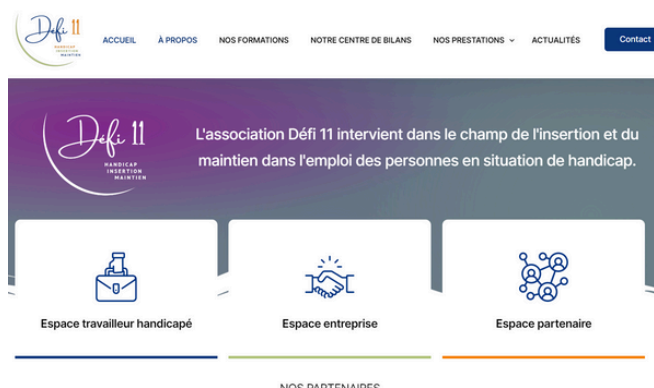 Défi 11
HANDICAP
INSERTION
MAINTIEN
ACCUEIL
À PROPOS
NOS FORMATIONS
NOTRE CENTRE DE BILANS
NOS PRESTATIONS
ACTUALITÉS
Contact
Défi 11
HANDICAP
INSERTION
MAINTIEN
L'association Défi 11 intervient dans le champ de l'insertion et du
maintien dans l'emploi des personnes en situation de handicap.
Espace travailleur handicapé
Espace entreprise
Espace partenaire
NOS PARTENAIRES